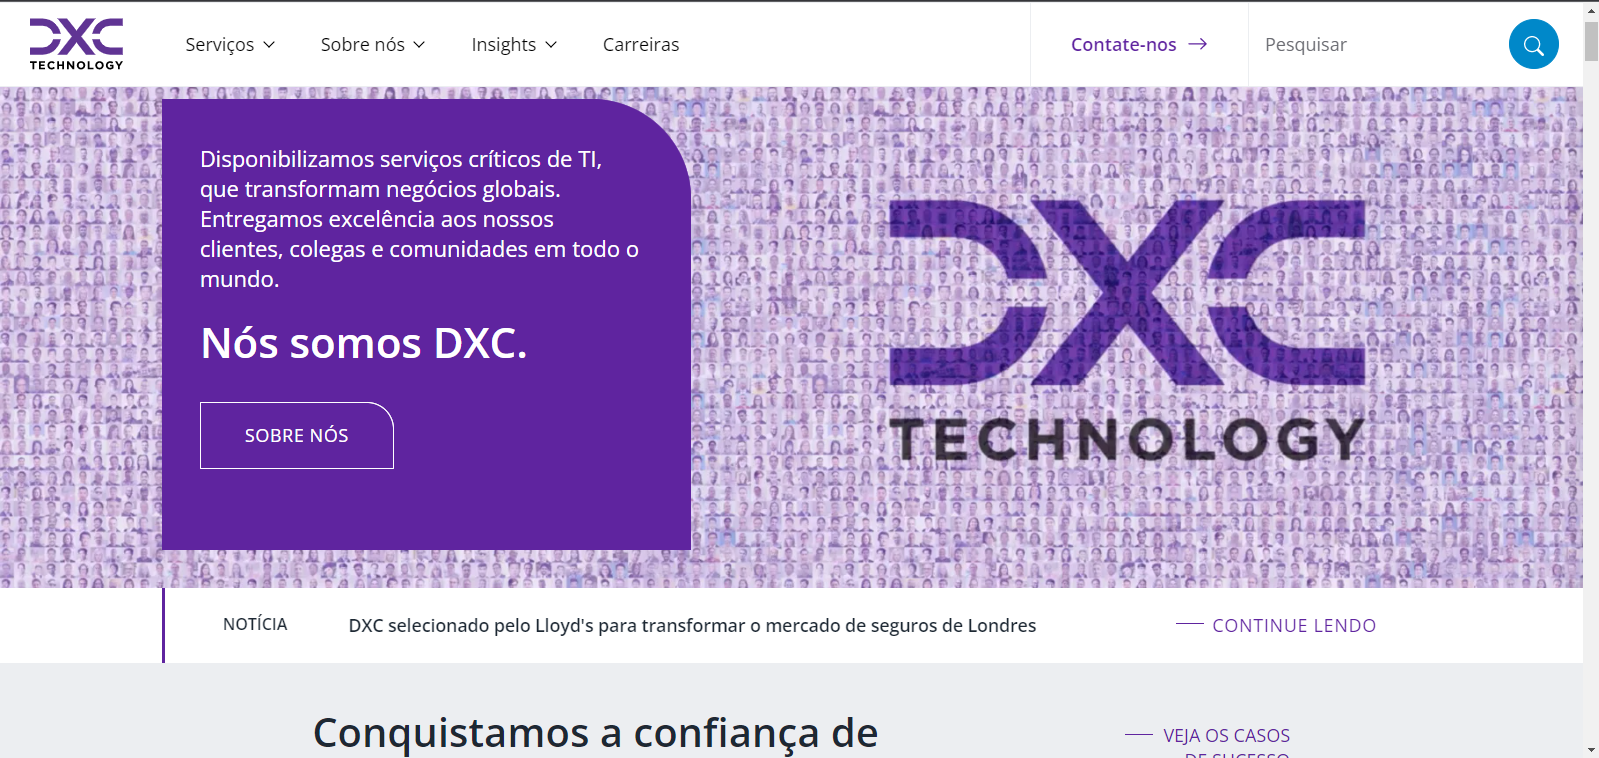 DXC
TECHNOLOGY
Serviços
Sobre nós
Insights
Carreiras
Contate-nos
Pesquisar
Disponibilizamos serviços críticos de TI,
que transformam negócios globais.
Entregamos excelência aos nossos
clientes, colegas e comunidades em todo o
mundo.
Nós somos DXC.
SOBRE NÓS
DXC
TECHNOLOGY
NOTÍCIA
DXC selecionado pelo Lloyd's para transformar o mercado de seguros de Londres
CONTINUE LENDO
Conquistamos a confiança de
VEJA OS CASOS
DE SUCESSO